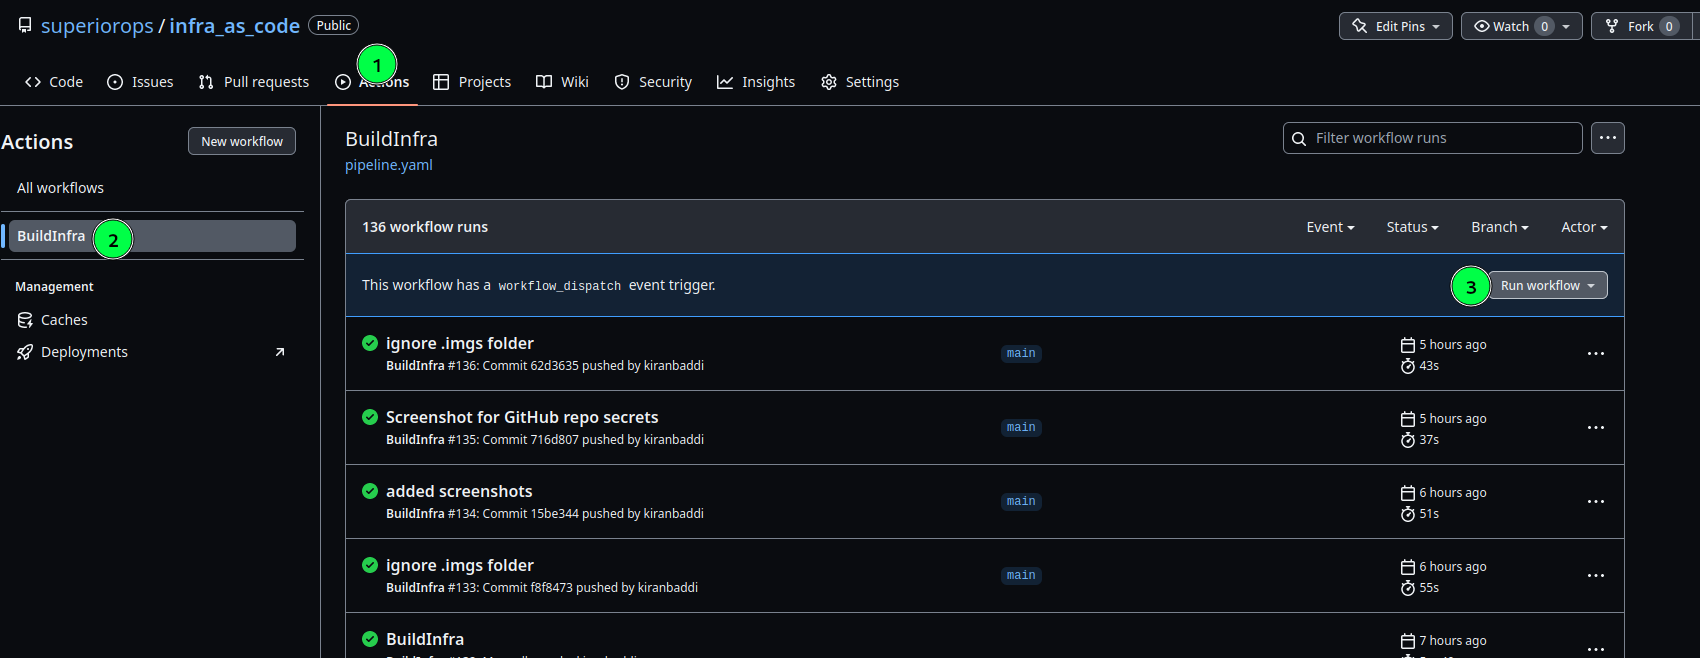 superiorops / infra_as_code Public
Edit Pins
Watch 0
Fork 0
1
Code
Issues
Pull requests
Actions
Projects
Wiki
Security
Insights
Settings
Actions
New workflow
All workflows
BuildInfra
2
Management
Caches
Deployments
BuildInfra
pipeline.yaml
Filter workflow runs
136 workflow runs
Event
Status
Branch
Actor
This workflow has a workflow_dispatch event trigger.
3
Run workflow
ignore .imgs folder
BuildInfra #136: Commit 62d3635 pushed by kiranbaddi
main
5 hours ago
43s
Screenshot for GitHub repo secrets
BuildInfra #135: Commit 716d807 pushed by kiranbaddi
main
5 hours ago
37s
added screenshots
BuildInfra #134: Commit 15be344 pushed by kiranbaddi
main
6 hours ago
51s
ignore .imgs folder
BuildInfra #133: Commit f8f8473 pushed by kiranbaddi
main
6 hours ago
55s
BuildInfra
7 hours ago